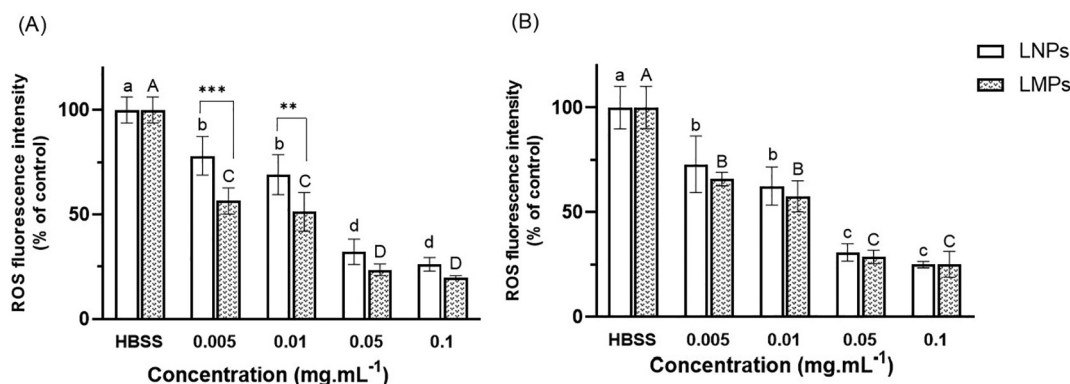 (A)
ROS fluorescence intensity
(% of control)
100
50
0
a A
*** b C
** b C
d D
d D
HBSS 0.005 0.01 0.05 0.1
Concentration (mg.mL-1)
(B)
ROS fluorescence intensity
(% of control)
100
50
0
a A
b B
b B
c C
c C
HBSS 0.005 0.01 0.05 0.1
Concentration (mg.mL-1)
LNPs
LMPs